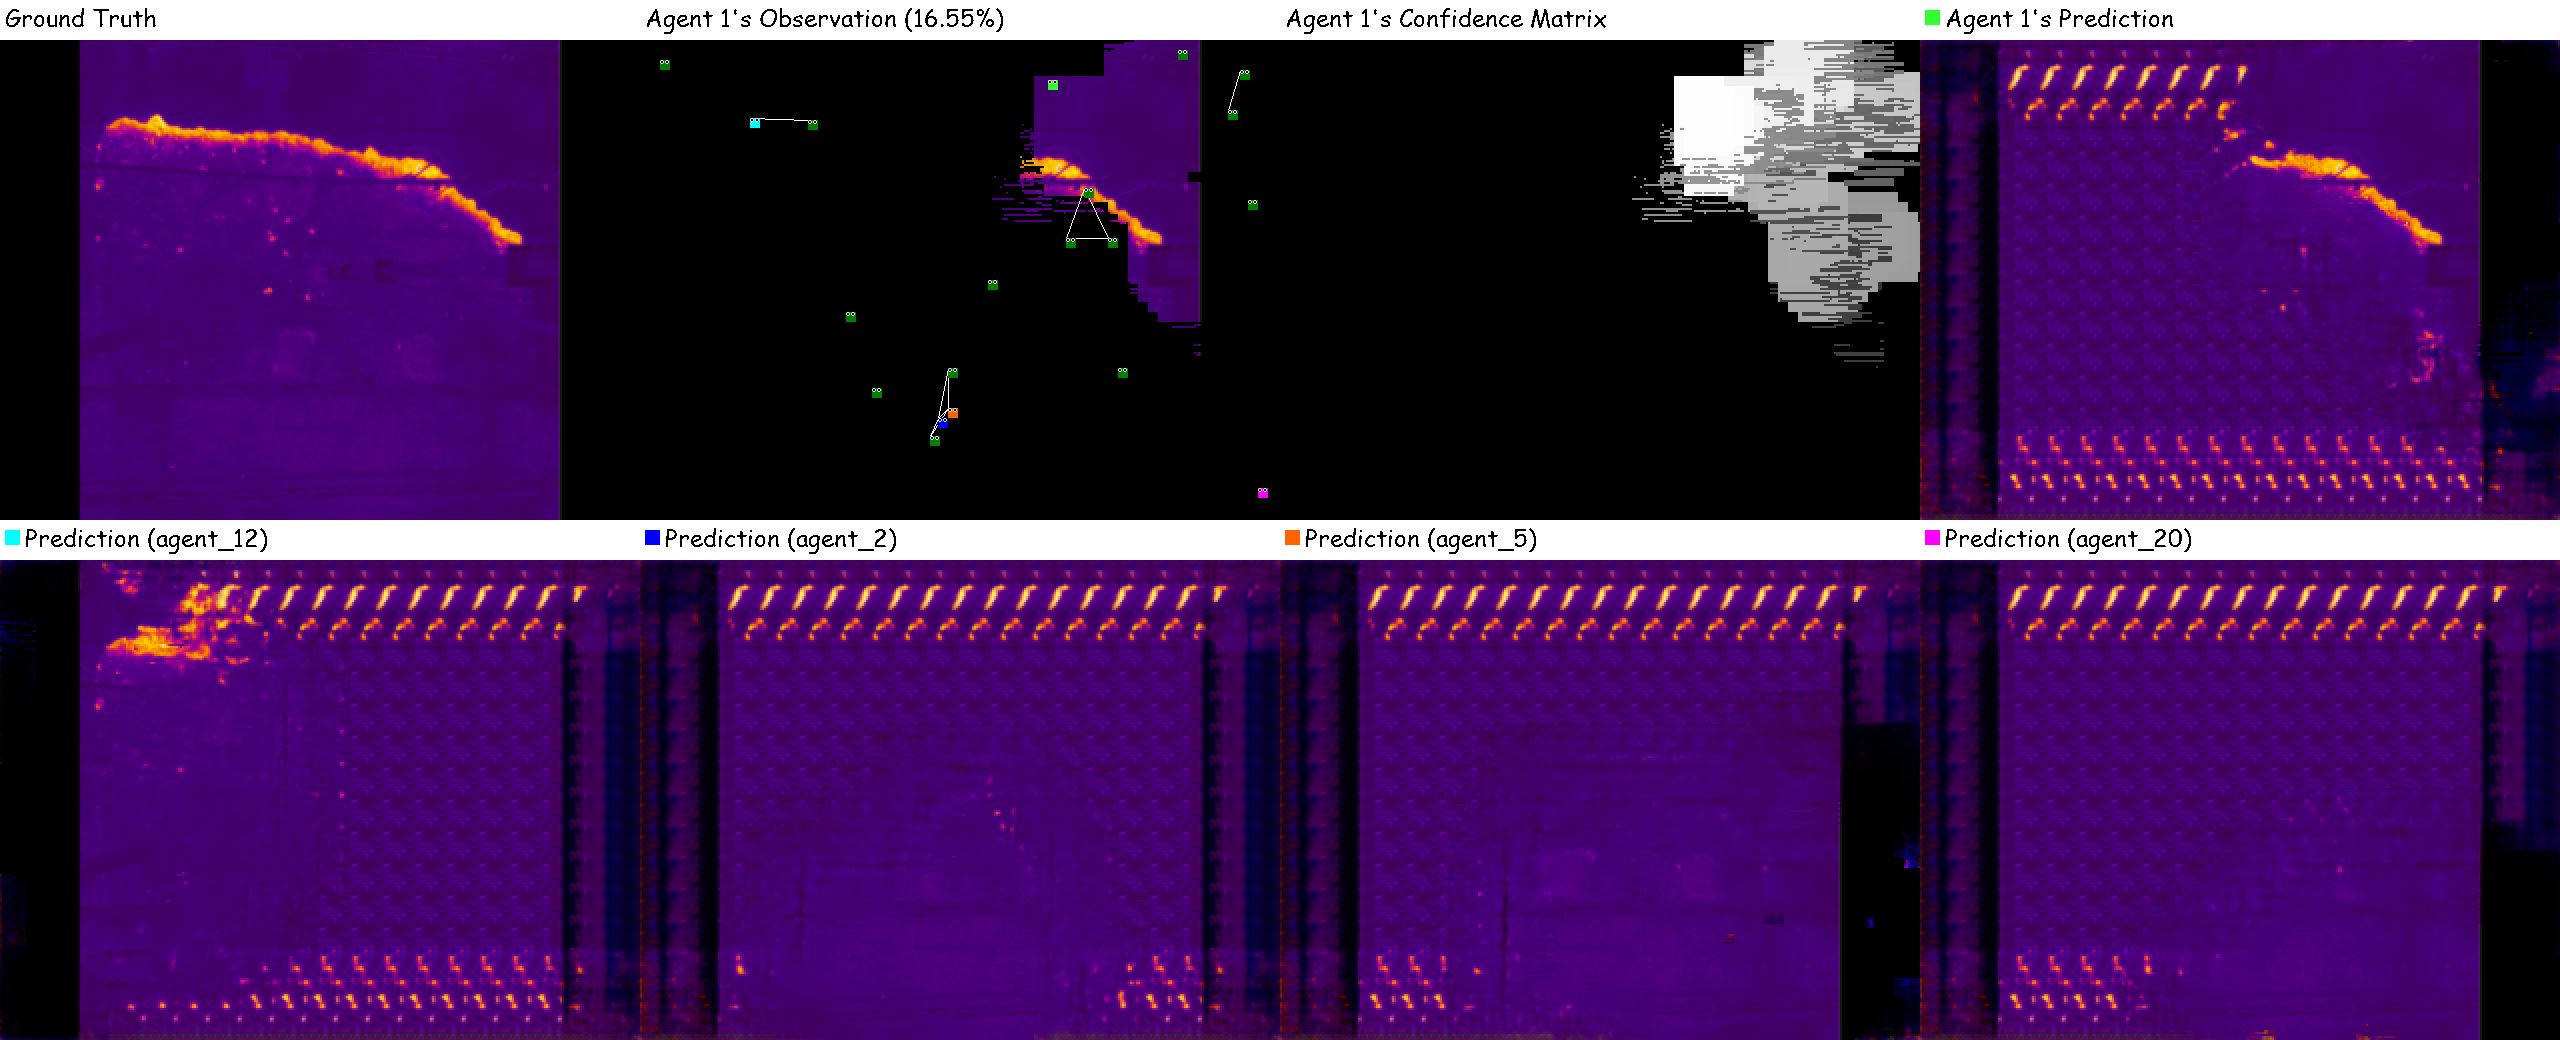 Ground Truth
Agent 1's Observation (16.55%)
Agent 1's Confidence Matrix
Agent 1's Prediction
Prediction (agent_12)
Prediction (agent_2)
Prediction (agent_5)
Prediction (agent_20)